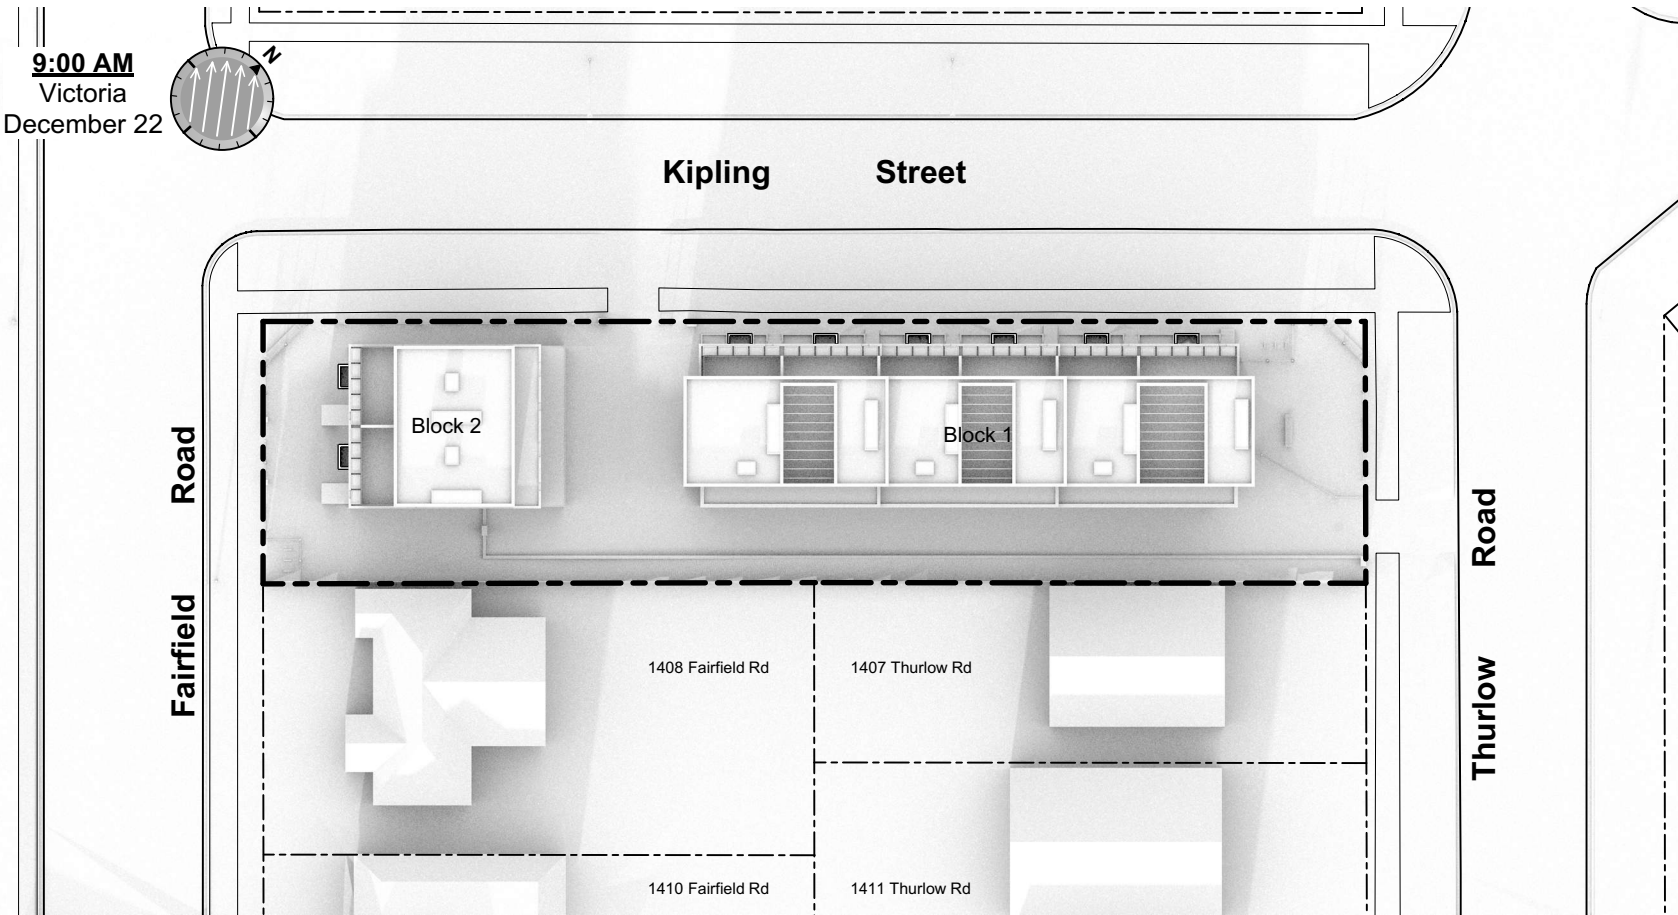 9:00 AM
Victoria
December 22
N
Kipling Street
Block 2
Block 1
Road
Fairfield
Road
Thurlow
1408 Fairfield Rd
1407 Thurlow Rd
1410 Fairfield Rd
1411 Thurlow Rd